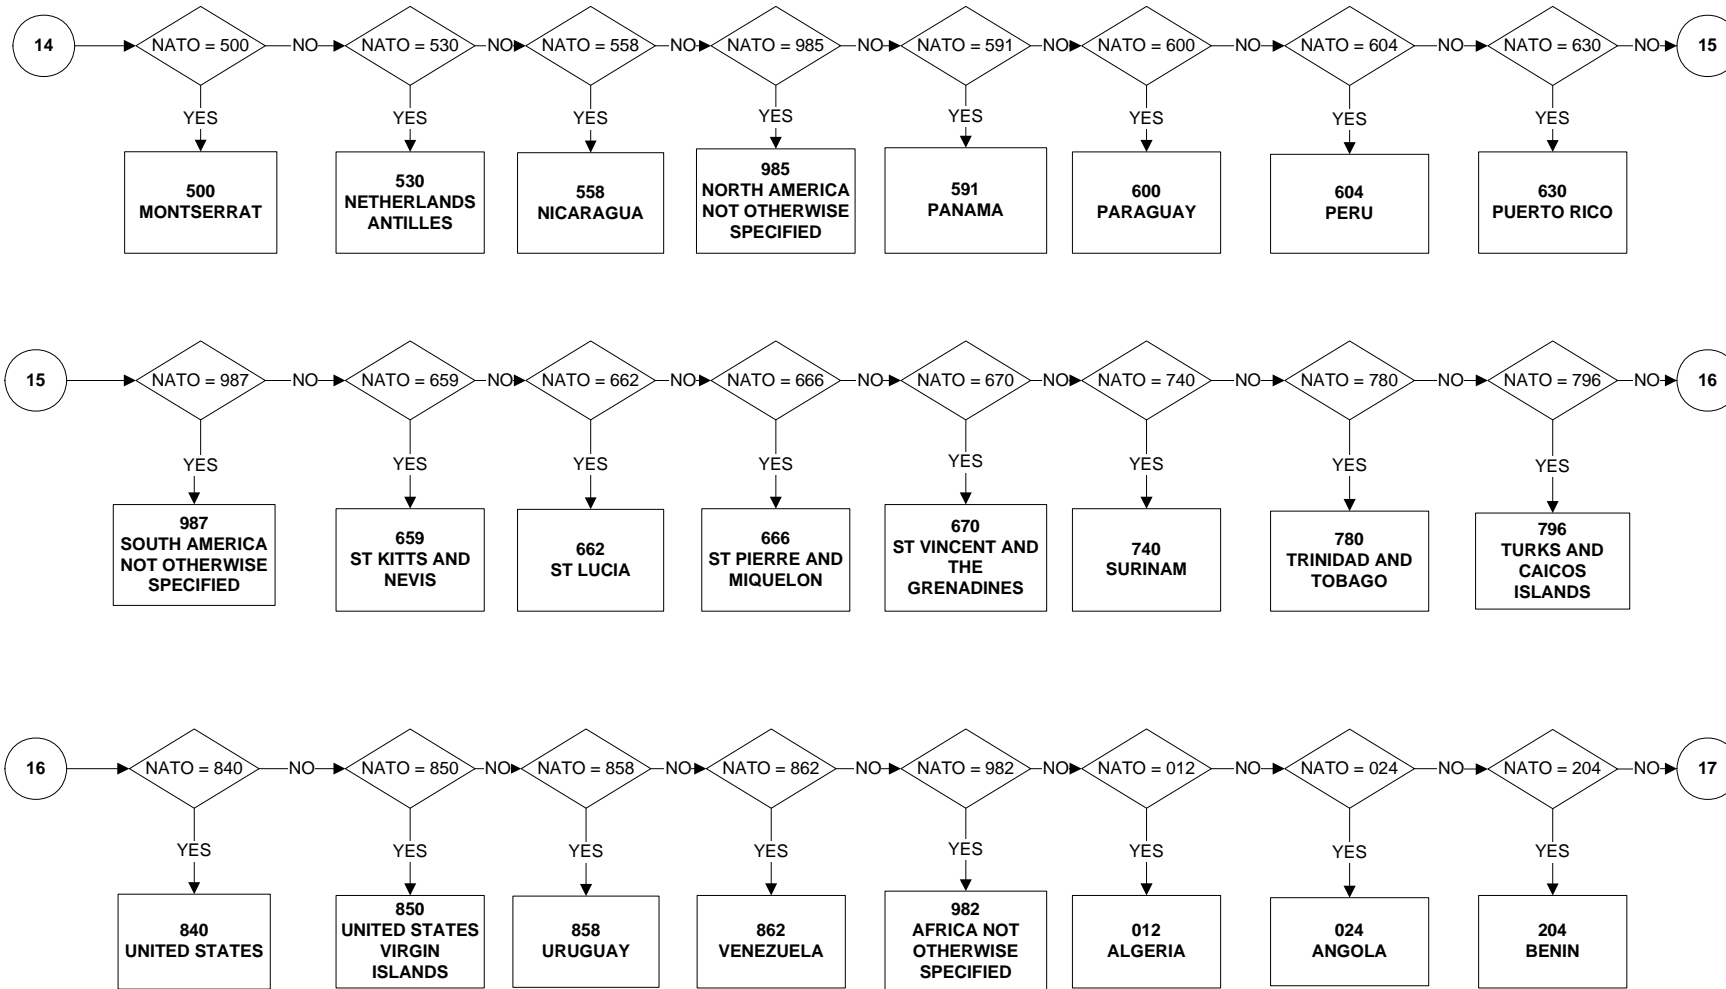 14
NATO = 500
NO
NATO = 530
NO
NATO = 558
NO
NATO = 985
NO
NATO = 591
NO
NATO = 600
NO
NATO = 604
NO
NATO = 630
NO
15
YES
YES
YES
YES
YES
YES
YES
YES
500
MONTSERRAT
530
NETHERLANDS
ANTILLES
558
NICARAGUA
985
NORTH AMERICA
NOT OTHERWISE
SPECIFIED
591
PANAMA
600
PARAGUAY
604
PERU
630
PUERTO RICO
15
NATO = 987
NO
NATO = 659
NO
NATO = 662
NO
NATO = 666
NO
NATO = 670
NO
NATO = 740
NO
NATO = 780
NO
NATO = 796
NO
16
YES
YES
YES
YES
YES
YES
YES
YES
987
SOUTH AMERICA
NOT OTHERWISE
SPECIFIED
659
ST KITTS AND
NEVIS
662
ST LUCIA
666
ST PIERRE AND
MIQUELON
670
ST VINCENT AND
THE
GRENADINES
740
SURINAM
780
TRINIDAD AND
TOBAGO
796
TURKS AND
CAICOS
ISLANDS
16
NATO = 840
NO
NATO = 850
NO
NATO = 858
NO
NATO = 862
NO
NATO = 982
NO
NATO = 012
NO
NATO = 024
NO
NATO = 204
NO
17
YES
YES
YES
YES
YES
YES
YES
YES
840
UNITED STATES
850
UNITED STATES
VIRGIN
ISLANDS
858
URUGUAY
862
VENEZUELA
982
AFRICA NOT
OTHERWISE
SPECIFIED
012
ALGERIA
024
ANGOLA
204
BENIN